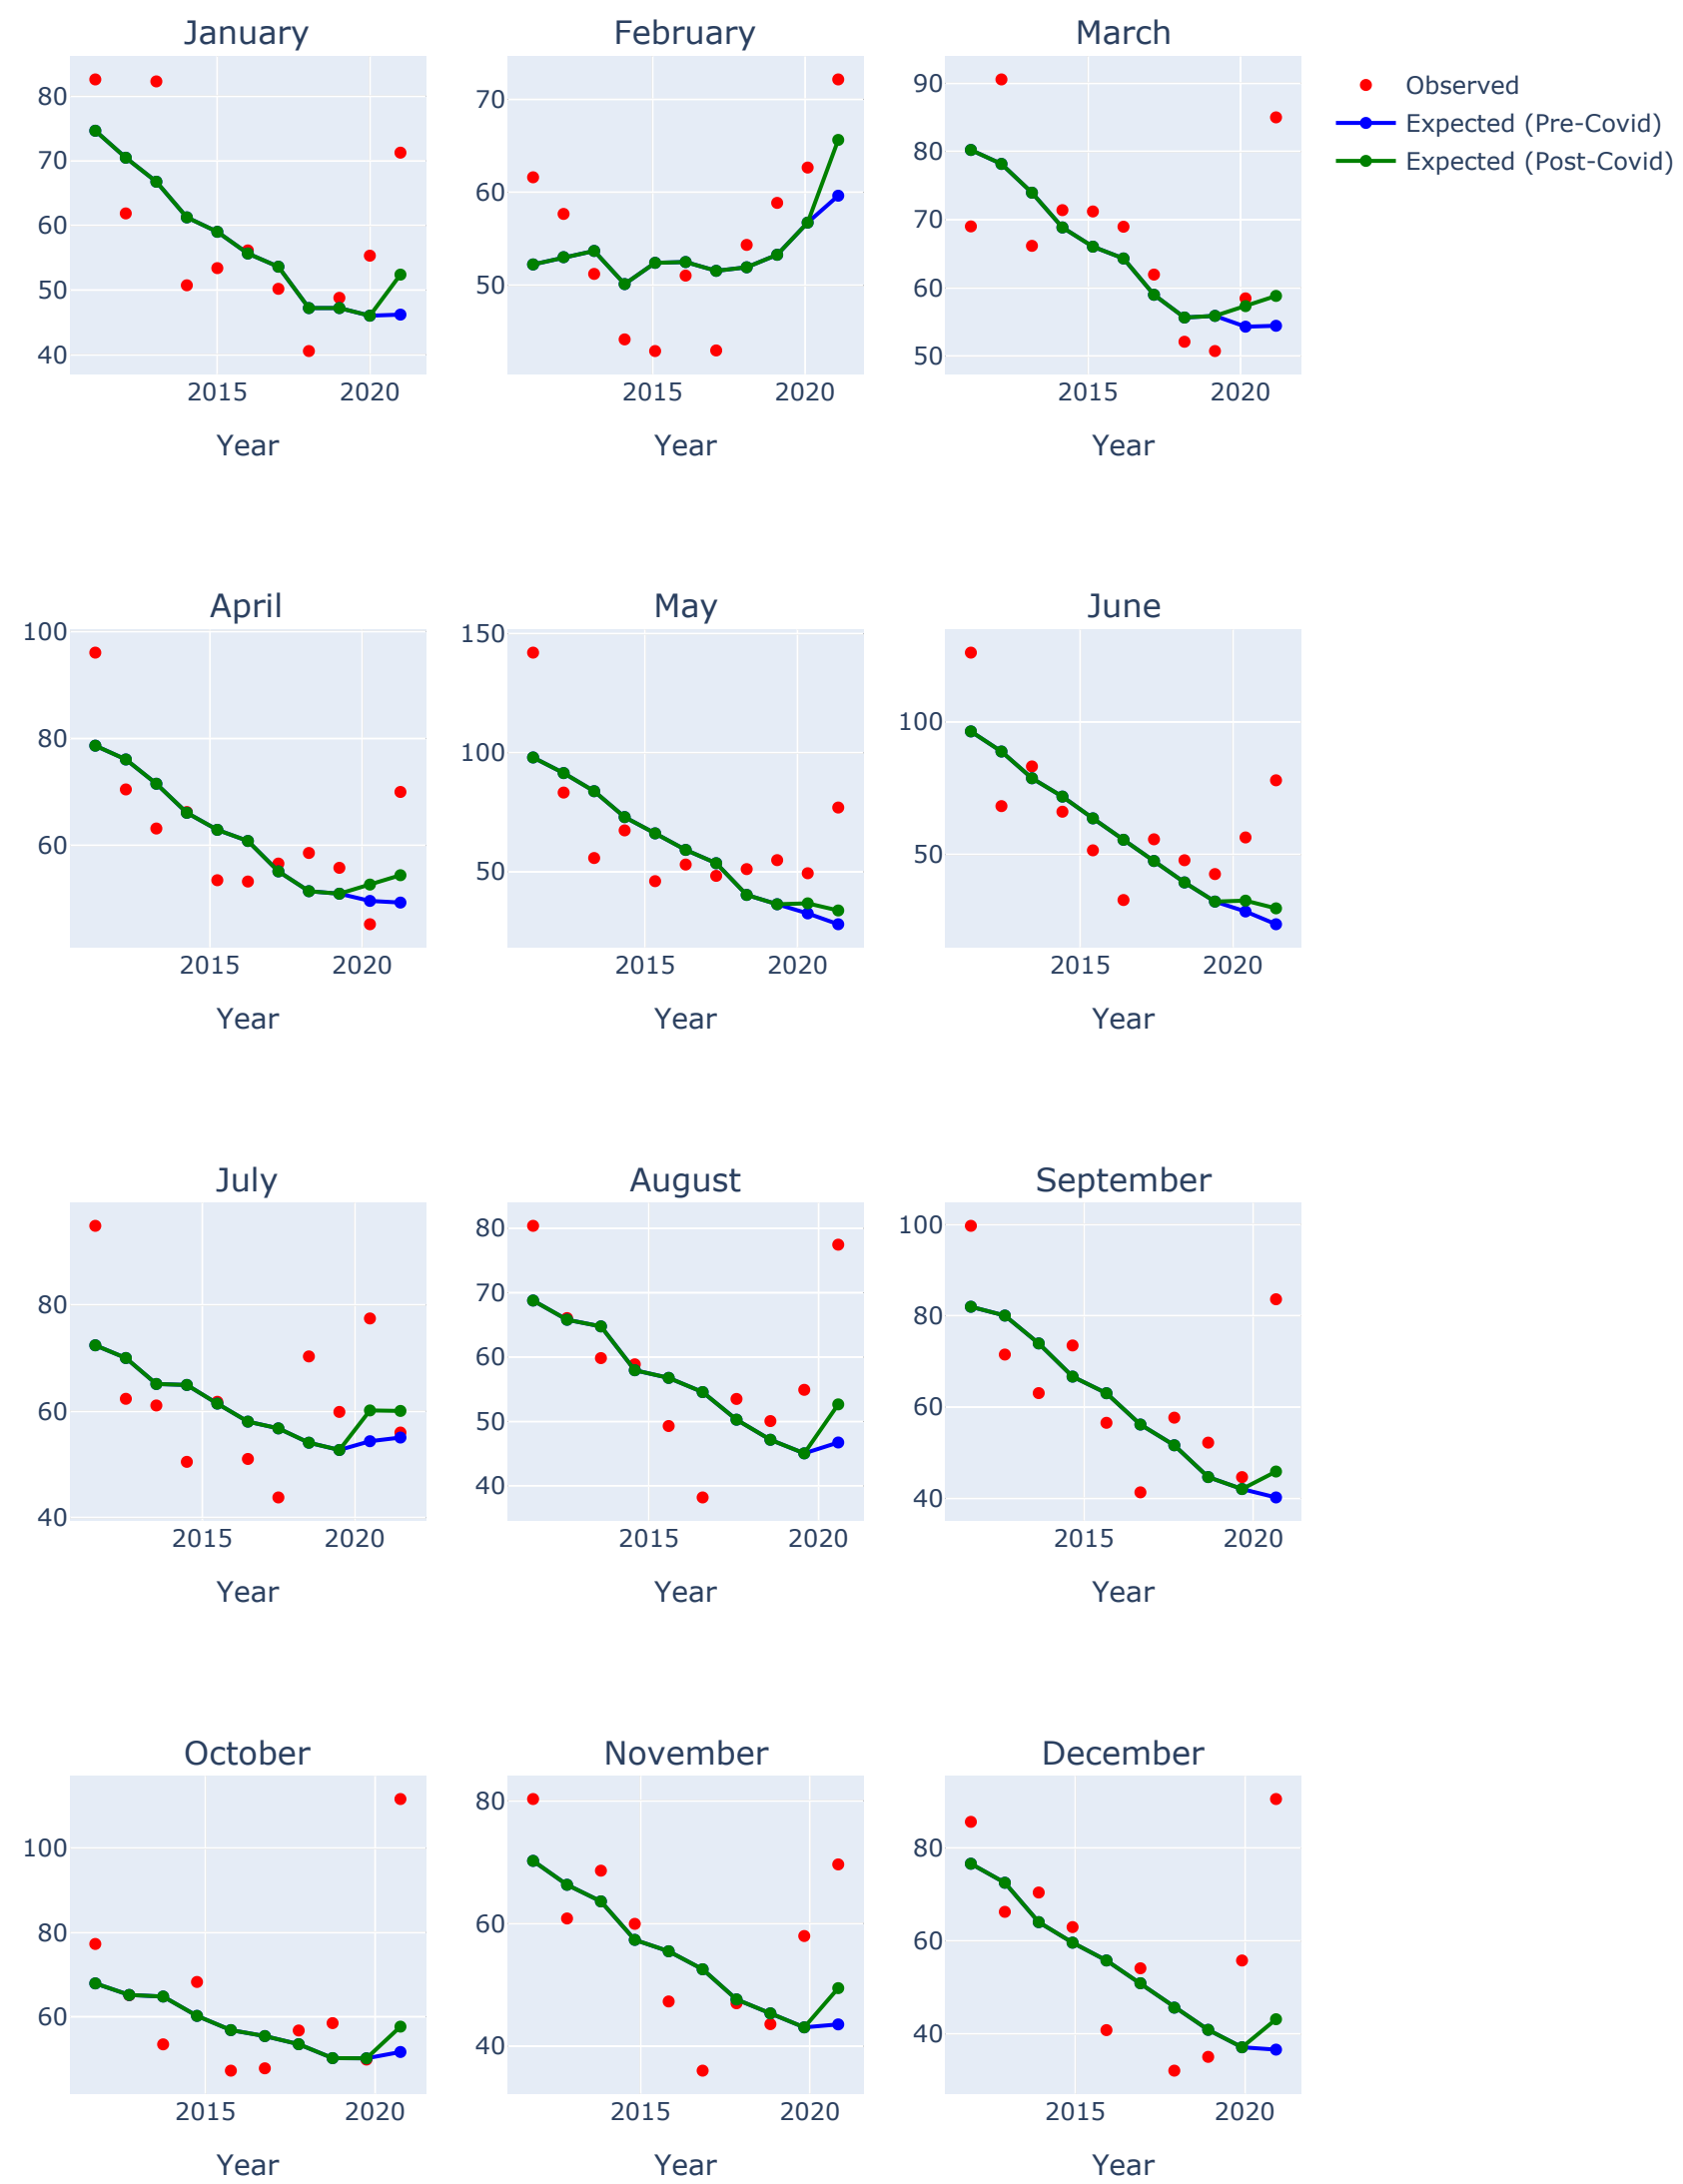 January
February
March
80
70
60
50
40
70
60
50
90
80
70
60
50
Observed
Expected (Pre-Covid)
Expected (Post-Covid)
2015
2020
2015
2020
2015
2020
Year
Year
Year
April
May
June
100
80
60
150
100
50
100
50
2015
2020
2015
2020
2015
2020
Year
Year
Year
July
August
September
80
60
40
80
70
60
50
40
100
80
60
40
2015
2020
2015
2020
2015
2020
Year
Year
Year
October
November
December
100
80
60
80
60
40
80
60
40
2015
2020
2015
2020
2015
2020
Year
Year
Year